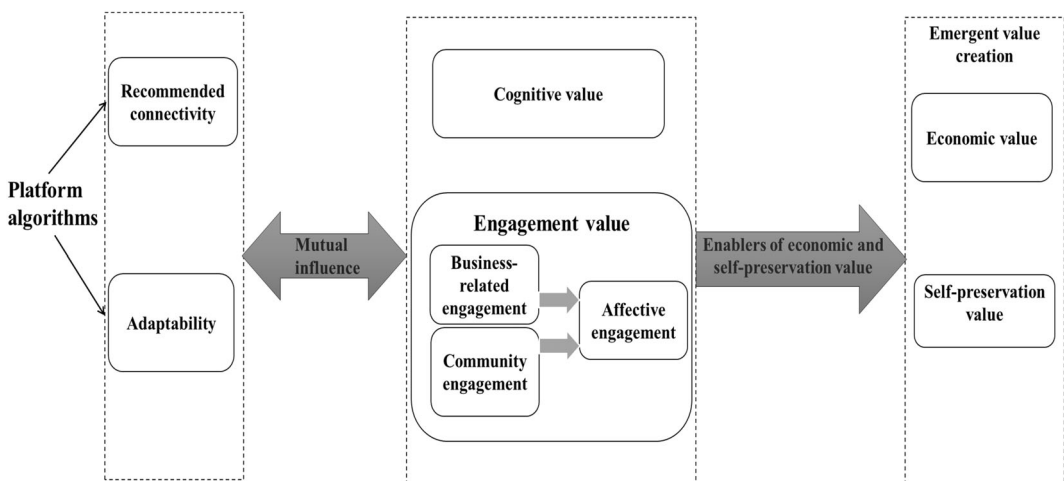 Platform
algorithms
Recommended
connectivity
Adaptability
Mutual
influence
Cognitive value
Engagement value
Business-
related
engagement
Community
engagement
Affective
engagement
Enablers of economic and
self-preservation value
Emergent value
creation
Economic value
Self-preservation
value